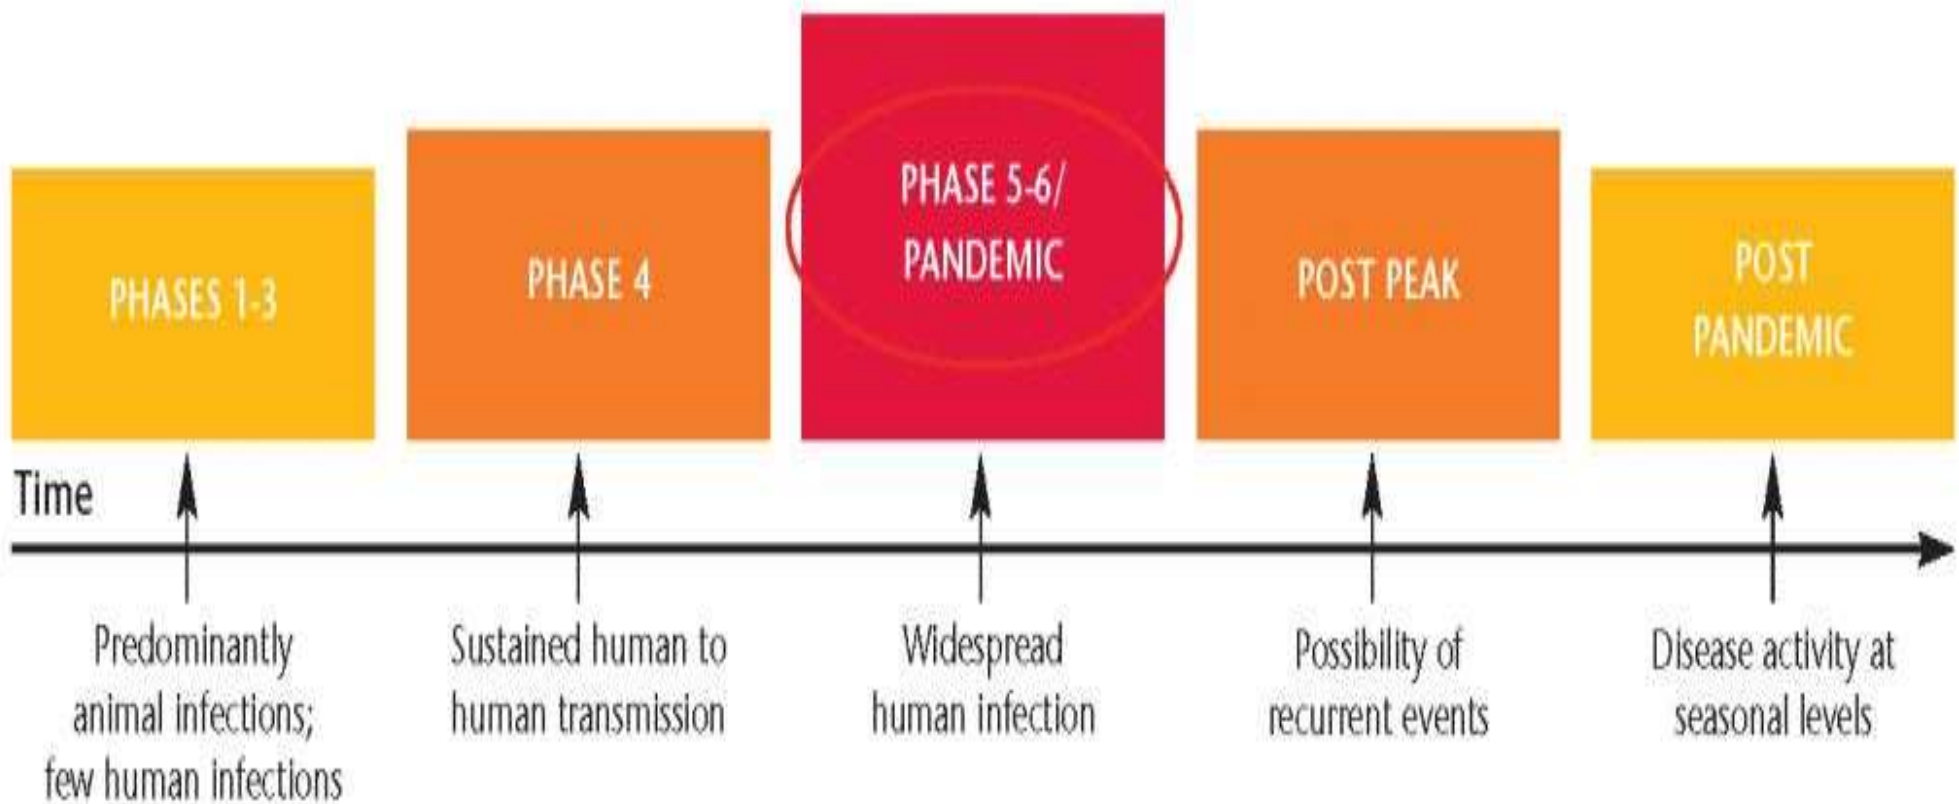 PHASES 1-3
PHASE 4
PHASE 5-6/
PANDEMIC
POST PEAK
POST
PANDEMIC
Time
Predominantly
animal infections;
few human infections
Sustained human to
human transmission
Widespread
human infection
Possibility of
recurrent events
Disease activity at
seasonal levels